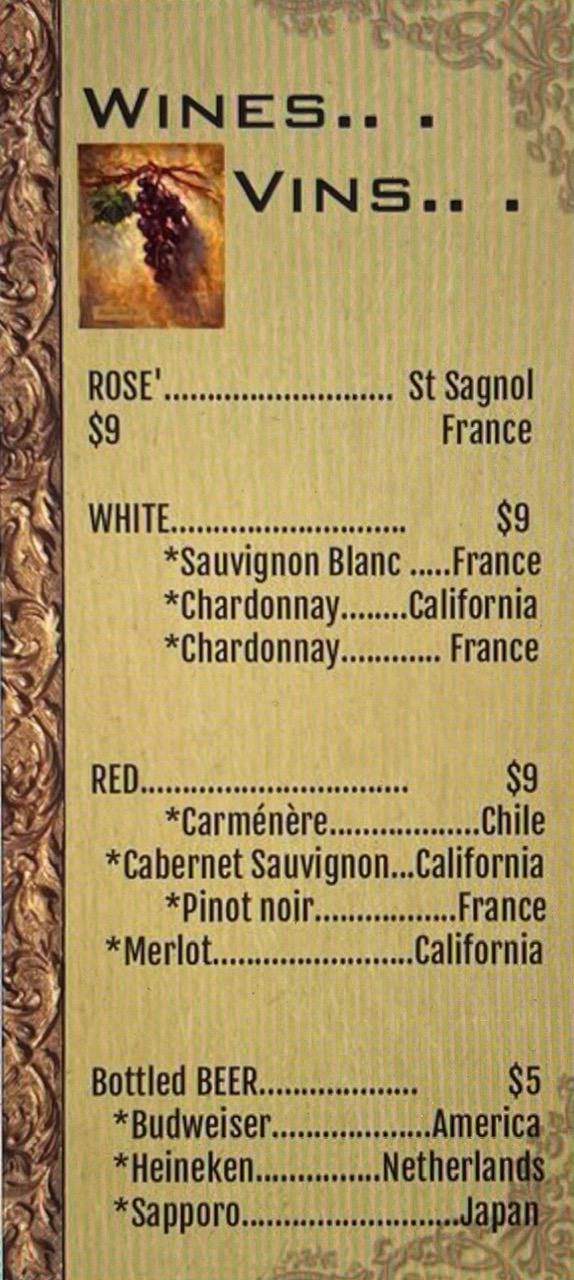 WINES.. .
VINS.. .
ROSE'........................... St Sagnol
$9 France
WHITE............................ $9
*Sauvignon Blanc .....France
*Chardonnay........California
*Chardonnay............ France
RED................................ $9
*Carménère..................Chile
*Cabernet Sauvignon...California
*Pinot noir.................France
*Merlot........................California
Bottled BEER................... $5
*Budweiser...................America
*Heineken...............Netherlands
*Sapporo..........................Japan